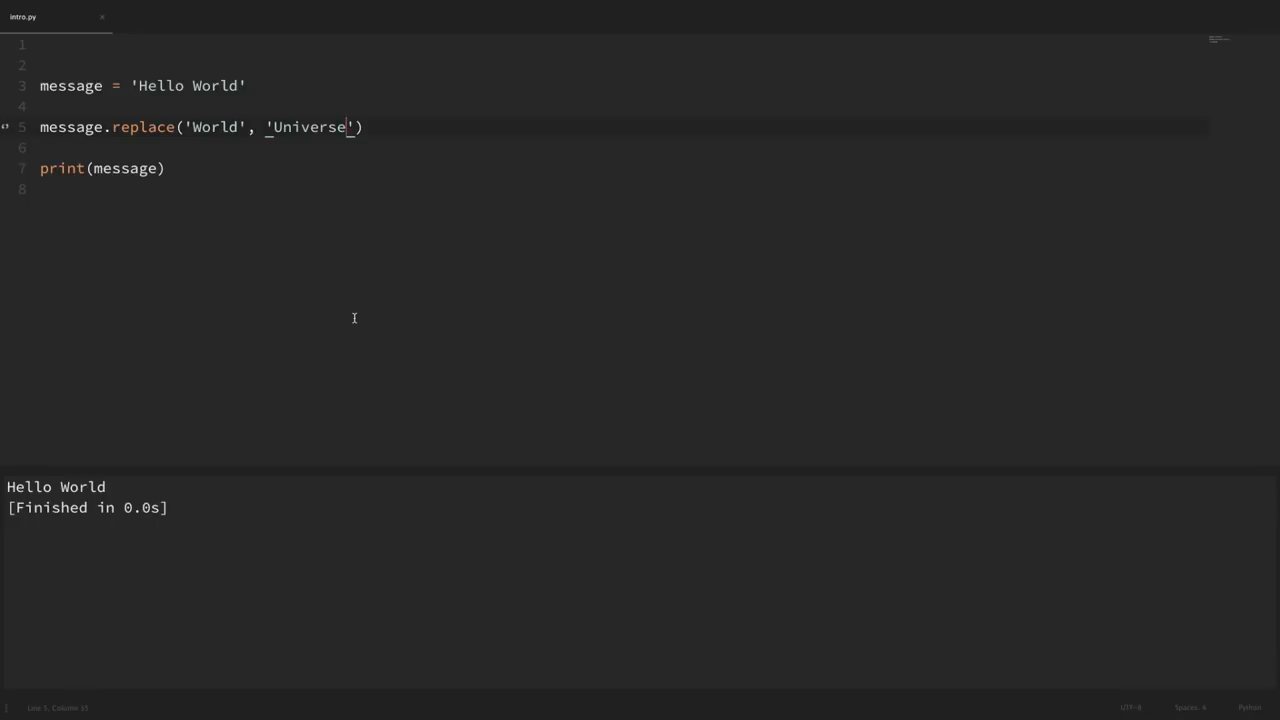 intro.py ×
1
2
3 message = 'Hello World'
4
5 message.replace('World', 'Universe')
6
7 print(message)
8
Hello World
[Finished in 0.0s]
Line 5, Column 35 UTF-8 Spaces: 4 Python